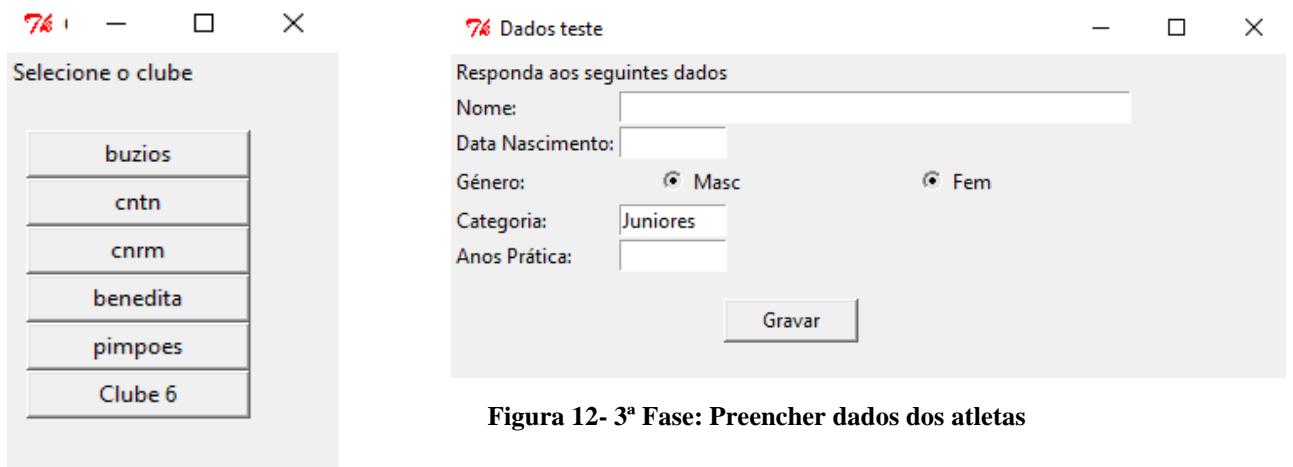 Selecione o clube
buzios
cntn
cnrm
benedita
pimpoes
Clube 6
Dados teste
Responda aos seguintes dados
Nome:
Data Nascimento:
Género: Masc Fem
Categoria: Juniores
Anos Prática:
Gravar
Figura 12- 3ª Fase: Preencher dados dos atletas